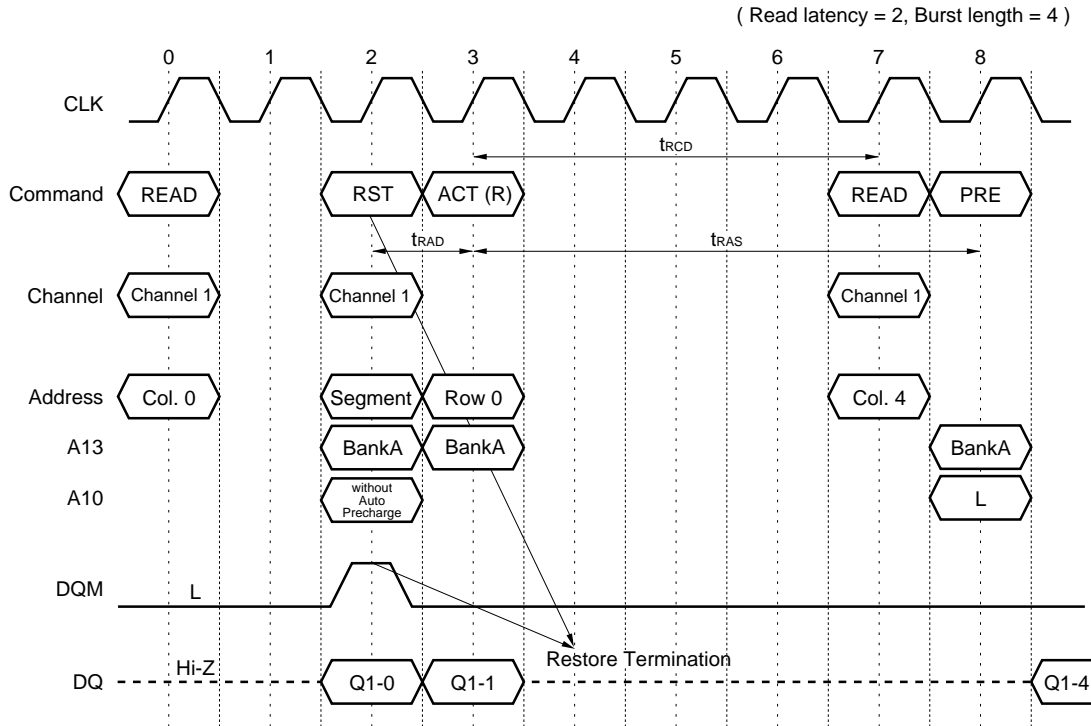 ( Read latency = 2, Burst length = 4 )
0 1 2 3 4 5 6 7 8
CLK
tRCD
Command READ RST ACT (R) READ PRE
tRAD tRAS
Channel Channel 1 Channel 1 Channel 1
Address Col. 0 Segment Row 0 Col. 4
A13 BankA BankA BankA
A10 without Auto Precharge L
DQM L
Restore Termination
DQ Hi-Z Q1-0 Q1-1 Q1-4